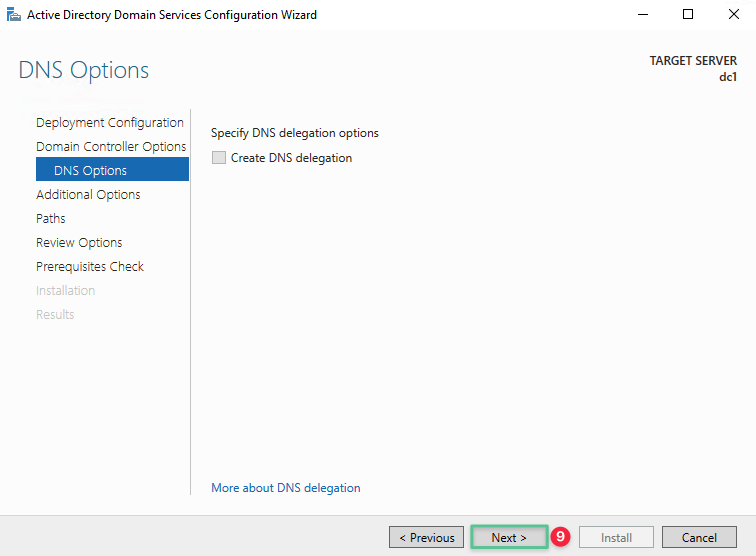 Active Directory Domain Services Configuration Wizard
DNS Options
TARGET SERVER
dc1
Deployment Configuration
Domain Controller Options
DNS Options
Additional Options
Paths
Review Options
Prerequisites Check
Installation
Results
Specify DNS delegation options
Create DNS delegation
More about DNS delegation
< Previous
Next >
9
Install
Cancel